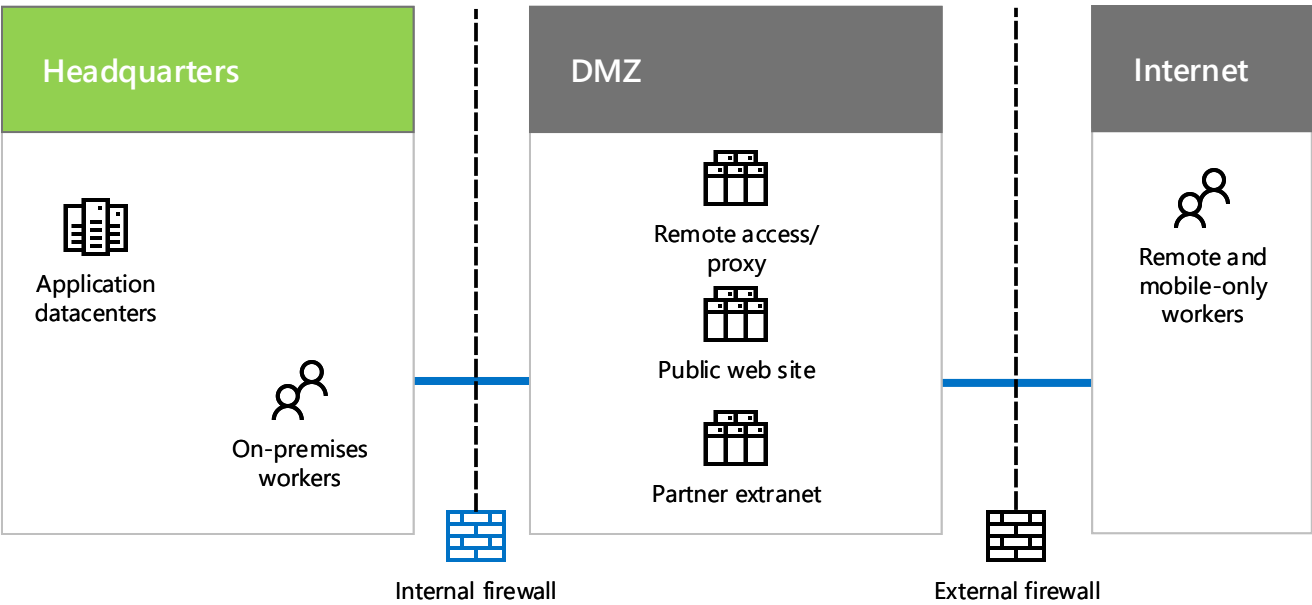 Headquarters
DMZ
Internet
Application
datacenters
On-premises
workers
Remote access/
proxy
Public web site
Partner extranet
Remote and
mobile-only
workers
Internal firewall
External firewall